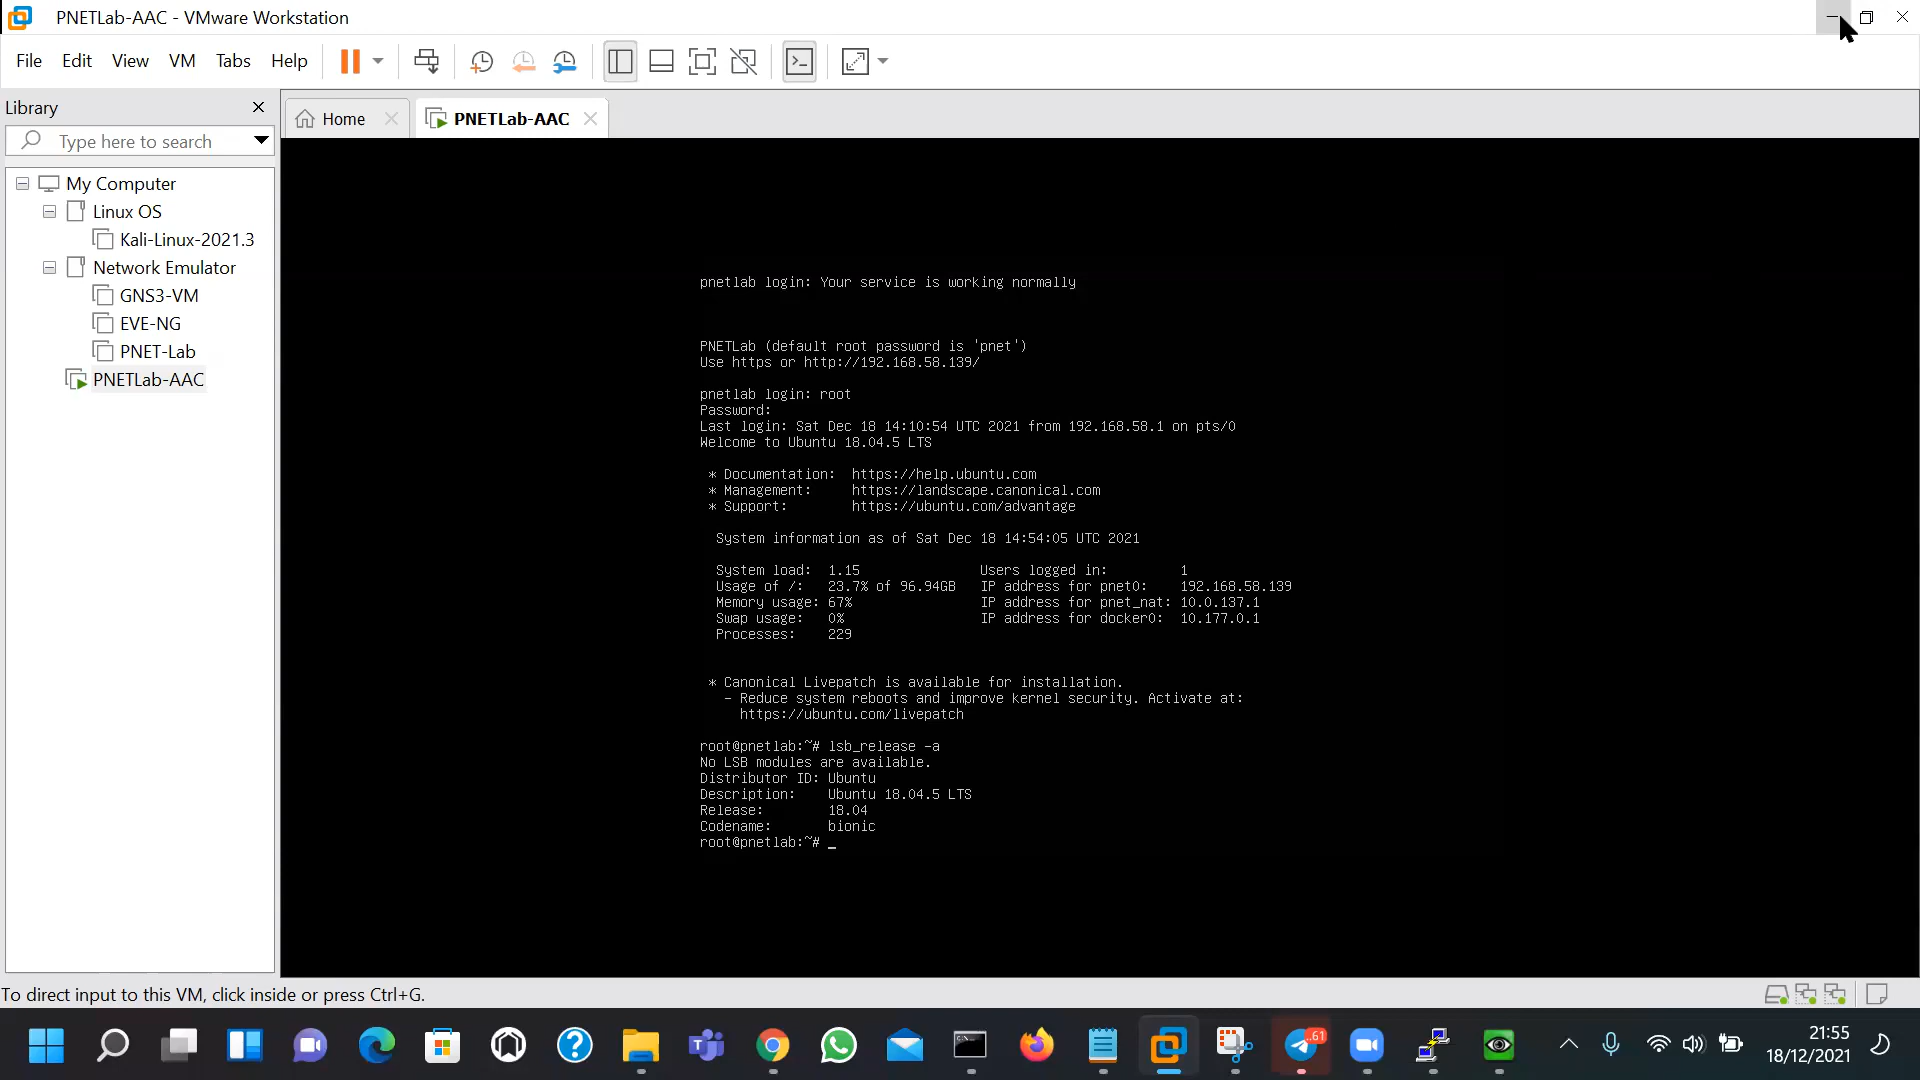 PNETLab-AAC - VMware Workstation
File Edit View VM Tabs Help
Library
Type here to search
My Computer
Linux OS
Kali-Linux-2021.3
Network Emulator
GNS3-VM
EVE-NG
PNET-Lab
PNETLab-AAC
Home
PNETLab-AAC
pnetlab login: Your service is working normally
PNETLab (default root password is 'pnet')
Use https or http://192.168.58.139/
pnetlab login: root
Password:
Last login: Sat Dec 18 14:10:54 UTC 2021 from 192.168.58.1 on pts/0
Welcome to Ubuntu 18.04.5 LTS
* Documentation: https://help.ubuntu.com
* Management: https://landscape.canonical.com
* Support: https://ubuntu.com/advantage
System information as of Sat Dec 18 14:54:05 UTC 2021
System load: 1.15 Users logged in: 1
Usage of /: 23.7% of 96.94GB IP address for pnet0: 192.168.58.139
Memory usage: 67% IP address for pnet_nat: 10.0.137.1
Swap usage: 0% IP address for docker0: 10.177.0.1
Processes: 229
* Canonical Livepatch is available for installation.
- Reduce system reboots and improve kernel security. Activate at:
https://ubuntu.com/livepatch
root@pnetlab:~# lsb_release -a
No LSB modules are available.
Distributor ID: Ubuntu
Description: Ubuntu 18.04.5 LTS
Release: 18.04
Codename: bionic
root@pnetlab:~# _
To direct input to this VM, click inside or press Ctrl+G.
..61
21:55
18/12/2021